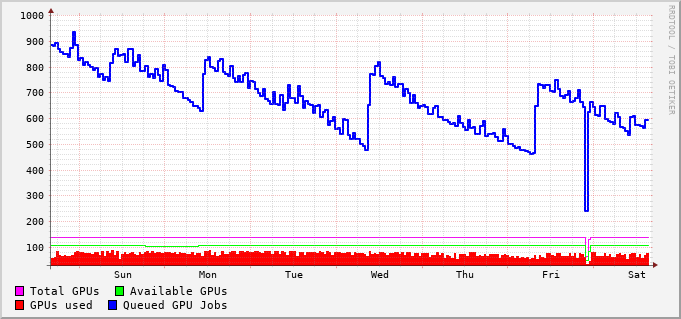 1000
900
800
700
600
500
400
300
200
100
Sun Mon Tue Wed Thu Fri Sat
Total GPUs Available GPUs
GPUs used Queued GPU Jobs
RRDTOOL / TOBI OETIKER